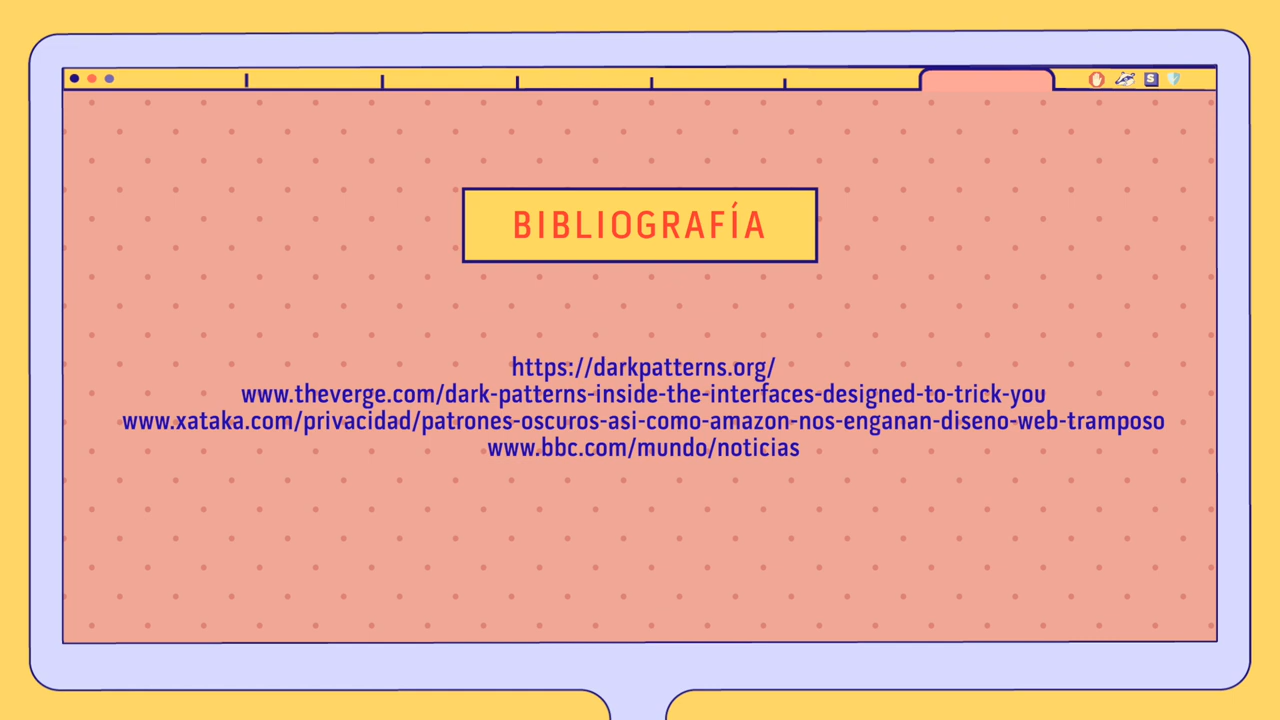 S
BIBLIOGRAFÍA
https://darkpatterns.org/
www.theverge.com/dark-patterns-inside-the-interfaces-designed-to-trick-you
www.xataka.com/privacidad/patrones-oscuros-asi-como-amazon-nos-enganan-diseno-web-tramposo
www.bbc.com/mundo/noticias